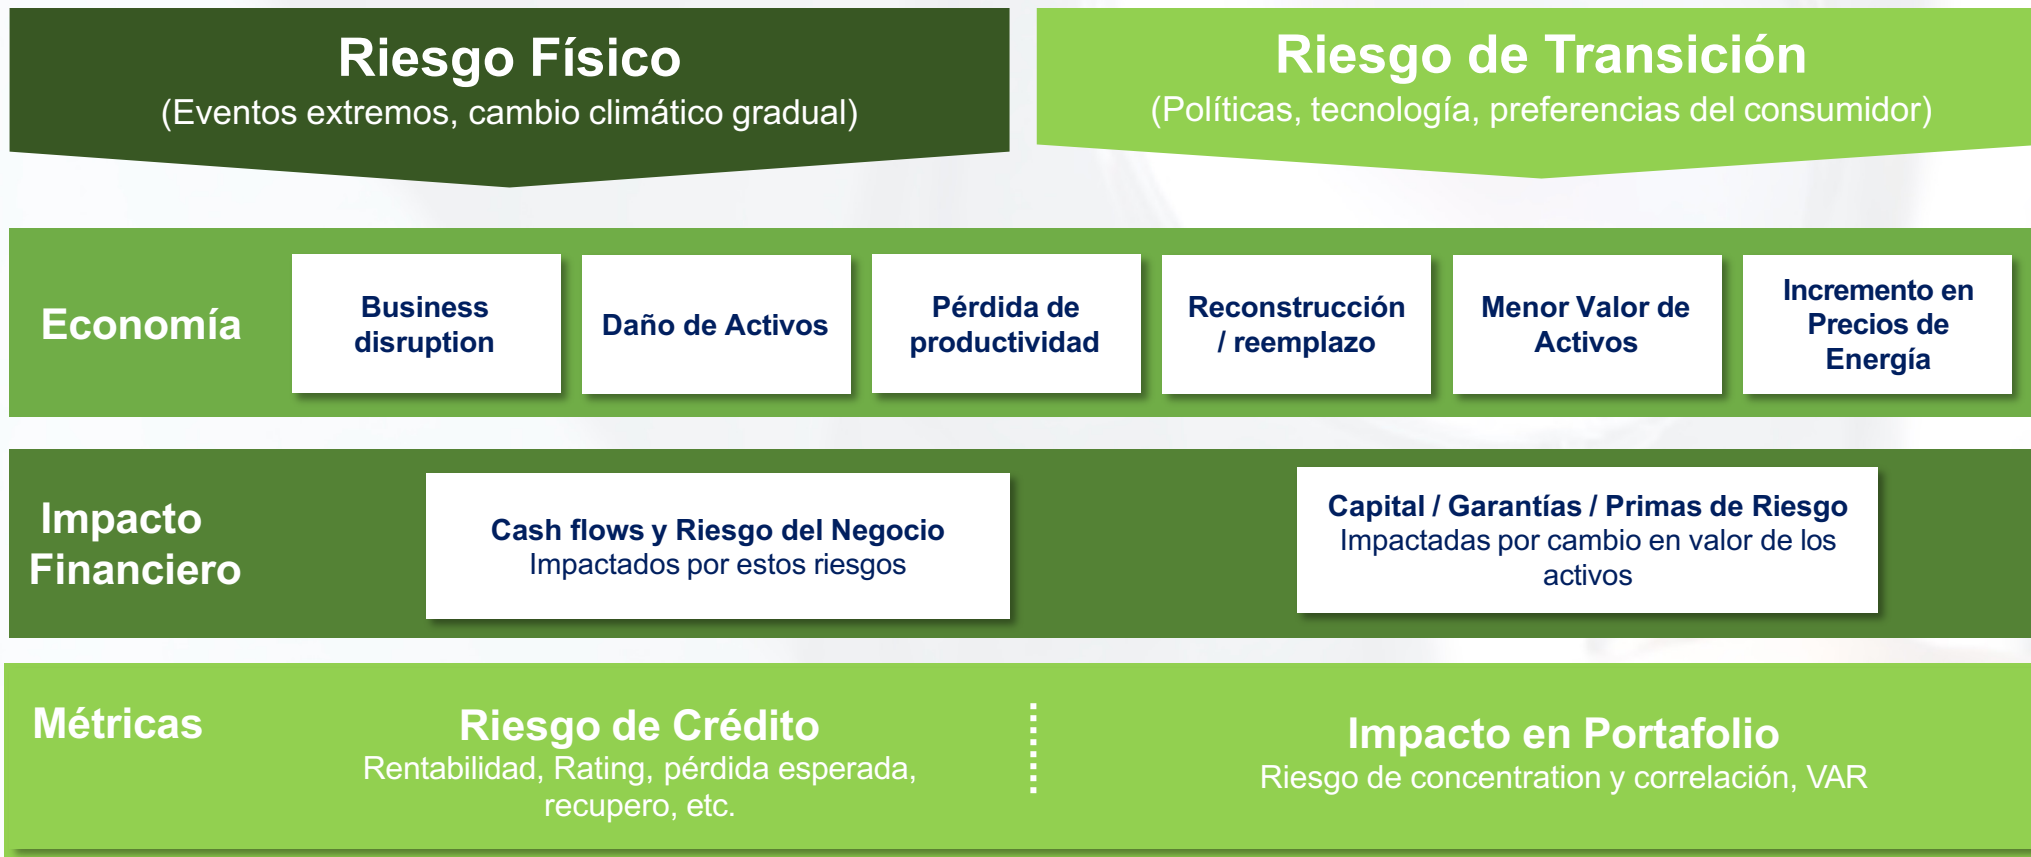 Riesgo Físico
(Eventos extremos, cambio climático gradual)
Riesgo de Transición
(Políticas, tecnología, preferencias del consumidor)
Economía
Business
disruption
Daño de Activos
Pérdida de
productividad
Reconstrucción
/ reemplazo
Menor Valor de
Activos
Incremento en
Precios de
Energía
Impacto
Financiero
Cash flows y Riesgo del Negocio
Impactados por estos riesgos
Capital / Garantías / Primas de Riesgo
Impactadas por cambio en valor de los
activos
Métricas
Riesgo de Crédito
Rentabilidad, Rating, pérdida esperada,
recupero, etc.
Impacto en Portafolio
Riesgo de concentration y correlación, VAR